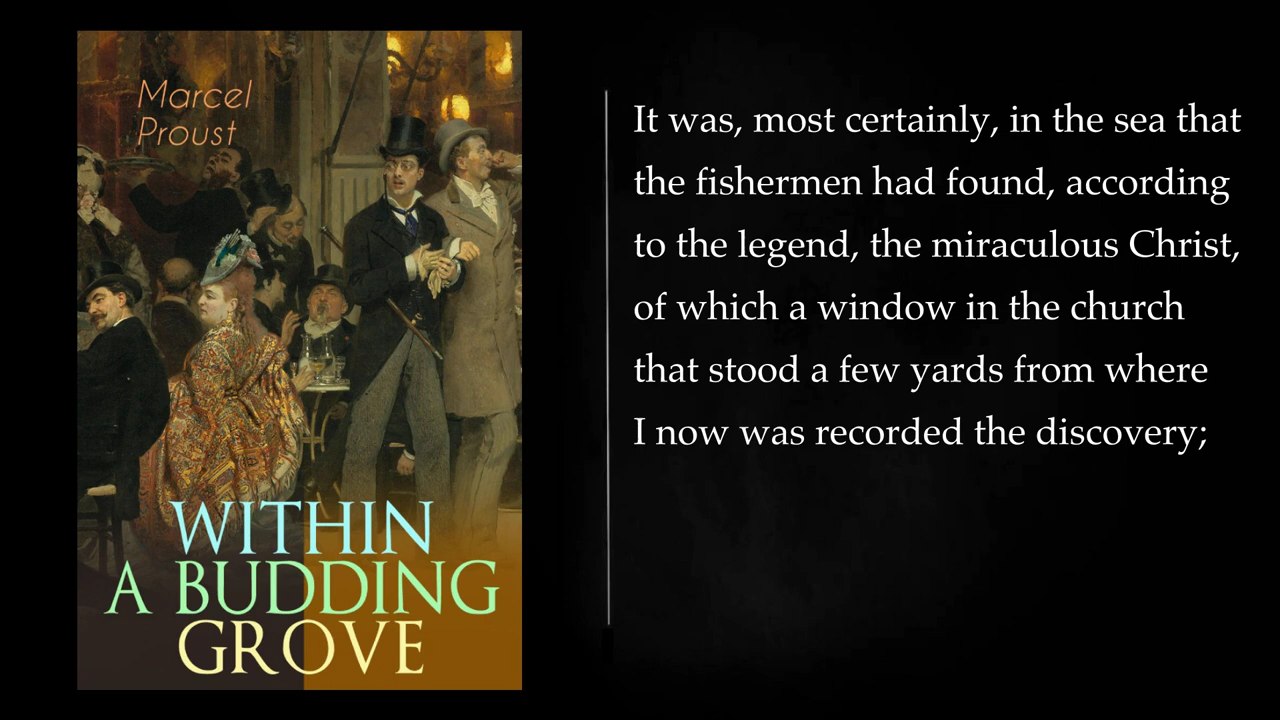 Marcel
Proust
WITHIN
A BUDDING
GROVE
It was, most certainly, in the sea that
the fishermen had found, according
to the legend, the miraculous Christ,
of which a window in the church
that stood a few yards from where
I now was recorded the discovery;